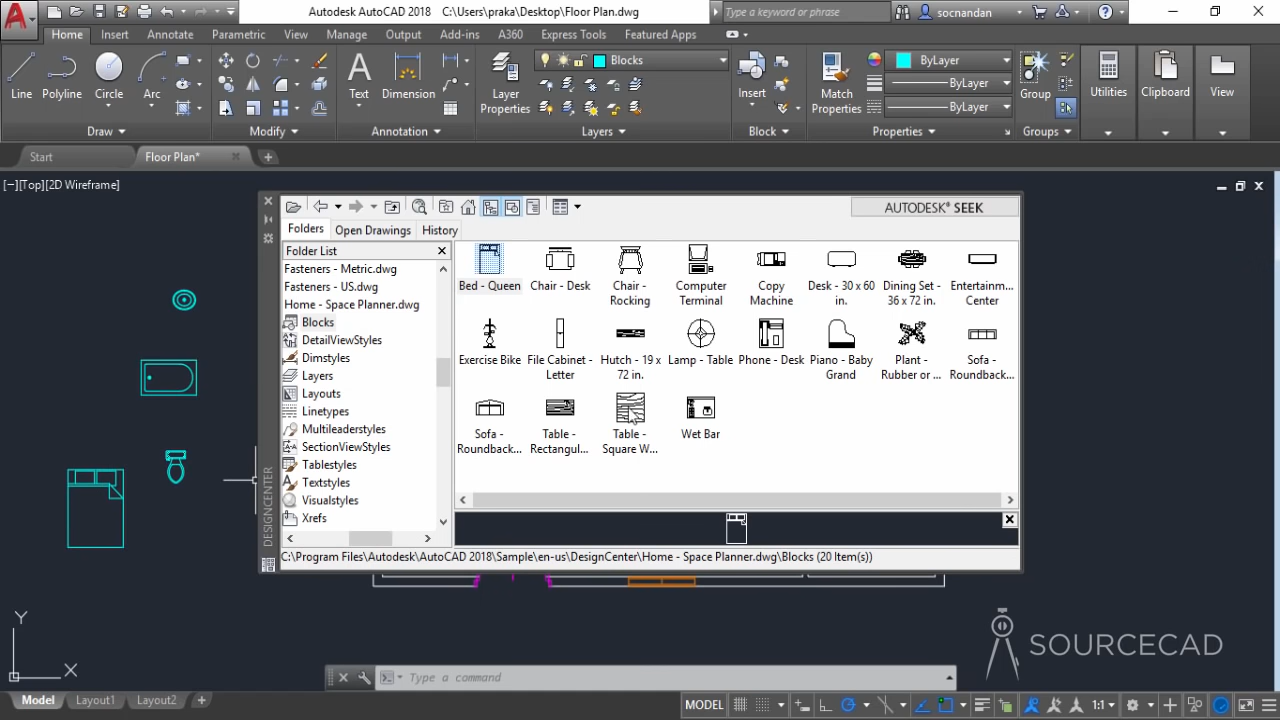 Autodesk AutoCAD 2018 C:\Users\praka\Desktop\Floor Plan.dwg
Type a keyword or phrase
socnandan
Home Insert Annotate Parametric View Manage Output Add-ins A360 Express Tools Featured Apps
Line Polyline Circle Arc
Text Dimension
Layer
Properties
Blocks
Insert
Match
Properties
ByLayer
ByLayer
ByLayer
Group
Utilities
Clipboard
View
Draw Modify Annotation Layers Block Properties Groups
Start Floor Plan*
[−][Top][2D Wireframe]
AUTODESK® SEEK
Folders Open Drawings History
Folder List
Fasteners - Metric.dwg
Fasteners - US.dwg
Home - Space Planner.dwg
Blocks
DetailViewStyles
Dimstyles
Layers
Layouts
Linetypes
Multileaderstyles
SectionViewStyles
Tablestyles
Textstyles
Visualstyles
Xrefs
DESIGNCENTER
Bed - Queen
Chair - Desk
Chair -
Rocking
Computer
Terminal
Copy
Machine
Desk - 30 x 60
in.
Dining Set -
36 x 72 in.
Entertainm...
Center
Exercise Bike
File Cabinet -
Letter
Hutch - 19 x
72 in.
Lamp - Table
Phone - Desk
Piano - Baby
Grand
Plant -
Rubber or ...
Sofa -
Roundback...
Sofa -
Roundback...
Table -
Rectangul...
Table -
Square W...
Wet Bar
C:\Program Files\Autodesk\AutoCAD 2018\Sample\en-us\DesignCenter\Home - Space Planner.dwg\Blocks (20 Item(s))
Y
X
SOURCECAD
Type a command
Model Layout1 Layout2 +
MODEL
1:1